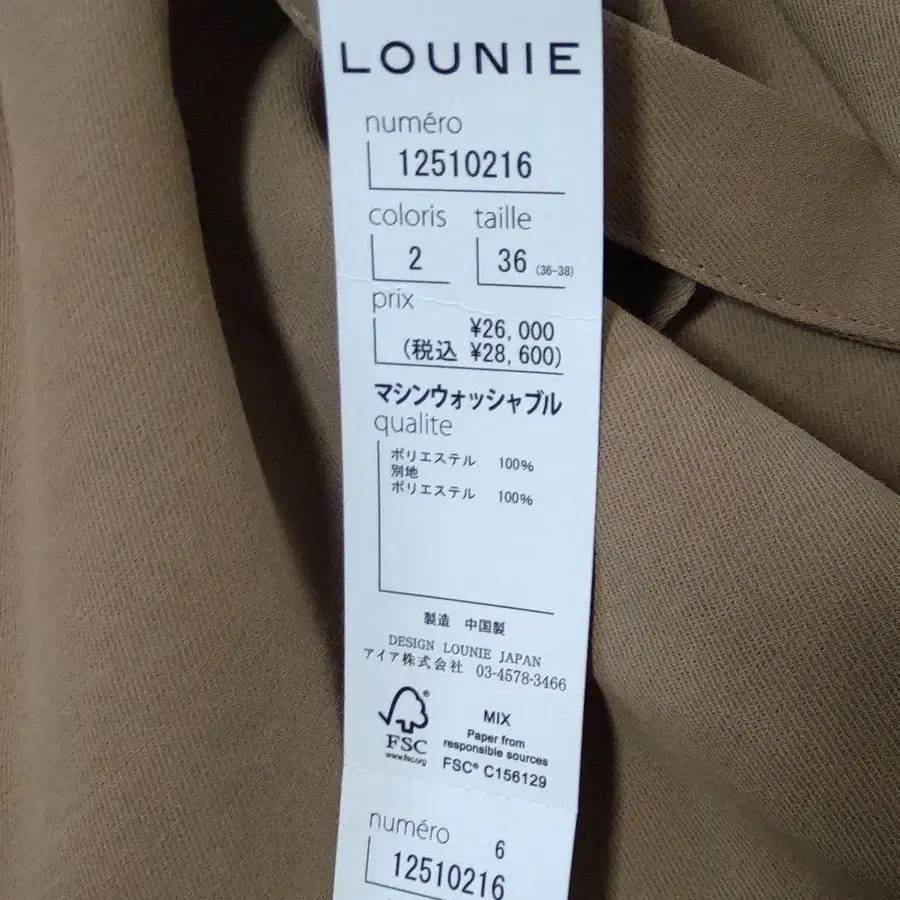 LOUNIE
numéro
12510216
coloris taille
2 36 (36-38)
prix
¥26,000
(税込 ¥28,600)
マシンウォッシャブル
qualite
ポリエステル 100%
別地
ポリエステル 100%
製造 中国製
DESIGN LOUNIE JAPAN
アイア株式会社 03-4578-3466
FSC®
www.fsc.org
MIX
Paper from
responsible sources
FSC® C156129
numéro 6
12510216